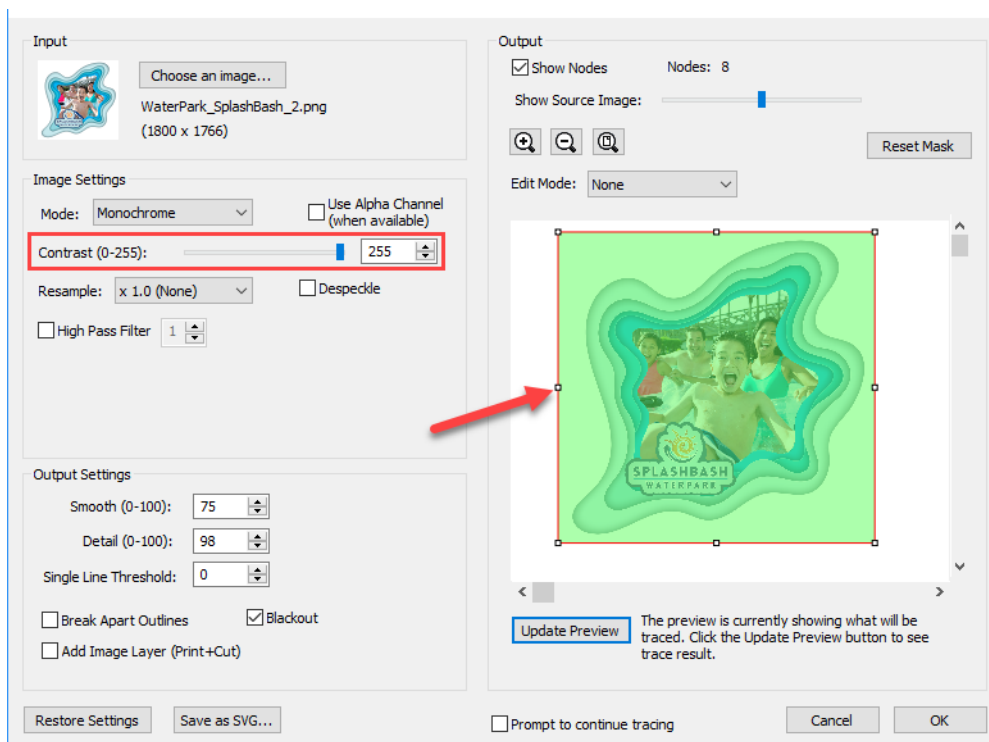 Input
Choose an image...
WaterPark_SplashBash_2.png
(1800 x 1766)
Image Settings
Mode: Monochrome
Use Alpha Channel
(when available)
Contrast (0-255): 255
Resample: x 1.0 (None)
Despeckle
High Pass Filter 1
Output Settings
Smooth (0-100): 75
Detail (0-100): 98
Single Line Threshold: 0
Break Apart Outlines
Blackout
Add Image Layer (Print+Cut)
Restore Settings
Save as SVG...
Output
Show Nodes
Nodes: 8
Show Source Image:
Reset Mask
Edit Mode: None
SPLASHBASH
WATERPARK
Update Preview
The preview is currently showing what will be
traced. Click the Update Preview button to see
trace result.
Prompt to continue tracing
Cancel
OK